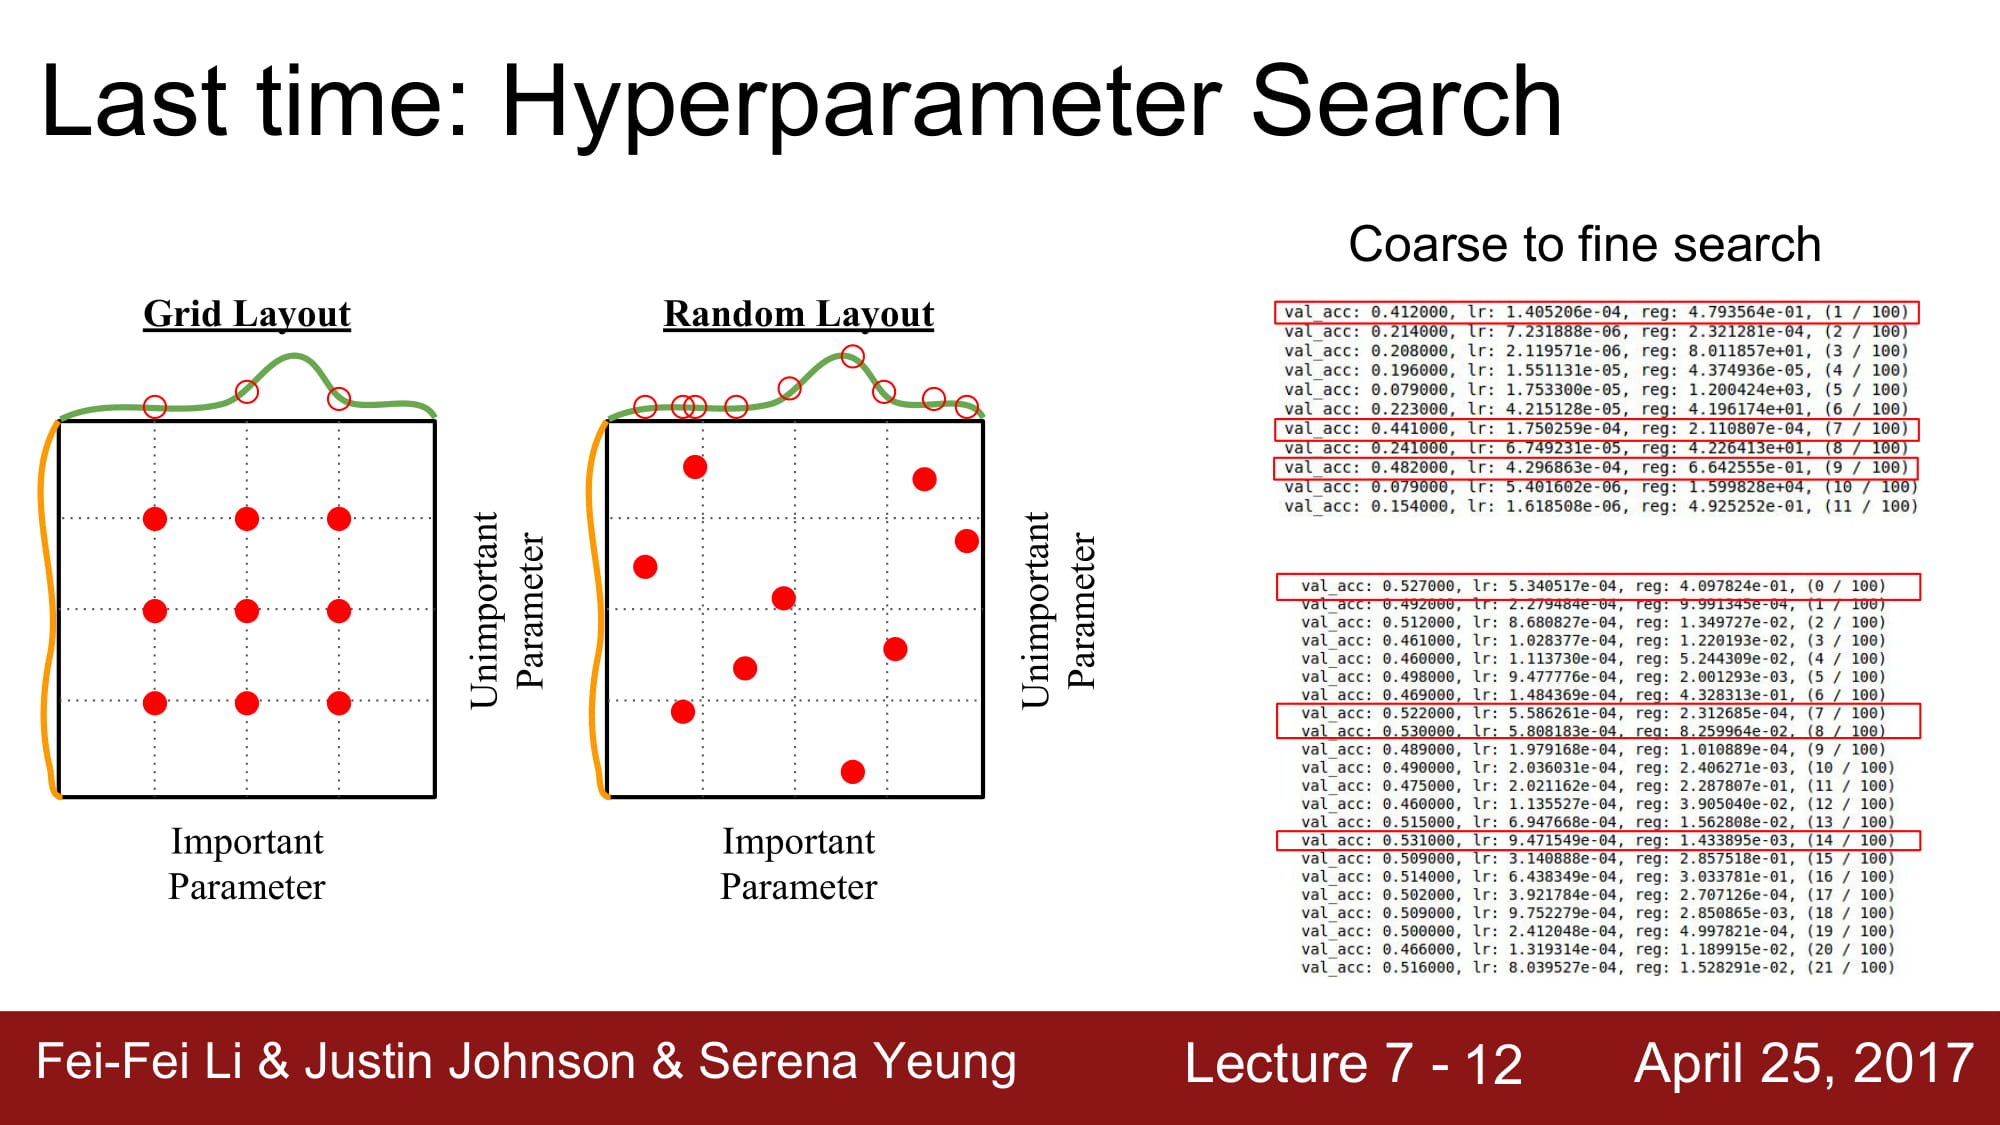 Last time: Hyperparameter Search
Grid Layout
Important
Parameter
Unimportant
Parameter
Random Layout
Important
Parameter
Unimportant
Parameter
Coarse to fine search
val_acc: 0.412000, lr: 1.405206e-04, reg: 4.793564e-01, (1 / 100)
val_acc: 0.214000, lr: 7.231888e-06, reg: 2.321281e-04, (2 / 100)
val_acc: 0.208000, lr: 2.119571e-06, reg: 8.011857e+01, (3 / 100)
val_acc: 0.196000, lr: 1.551131e-05, reg: 4.374936e-05, (4 / 100)
val_acc: 0.079000, lr: 1.753300e-05, reg: 1.200424e+03, (5 / 100)
val_acc: 0.223000, lr: 4.215128e-05, reg: 4.196174e+01, (6 / 100)
val_acc: 0.441000, lr: 1.750259e-04, reg: 2.110807e-04, (7 / 100)
val_acc: 0.241000, lr: 6.749231e-05, reg: 4.226413e+01, (8 / 100)
val_acc: 0.482000, lr: 4.296863e-04, reg: 6.642555e-01, (9 / 100)
val_acc: 0.079000, lr: 5.401602e-06, reg: 1.599828e+04, (10 / 100)
val_acc: 0.154000, lr: 1.618508e-06, reg: 4.925252e-01, (11 / 100)
val_acc: 0.527000, lr: 5.340517e-04, reg: 4.097824e-01, (0 / 100)
val_acc: 0.492000, lr: 2.279484e-04, reg: 9.991345e-04, (1 / 100)
val_acc: 0.512000, lr: 8.680827e-04, reg: 1.349727e-02, (2 / 100)
val_acc: 0.461000, lr: 1.028377e-04, reg: 1.220193e-02, (3 / 100)
val_acc: 0.460000, lr: 1.113730e-04, reg: 5.244309e-02, (4 / 100)
val_acc: 0.498000, lr: 9.477776e-04, reg: 2.001293e-03, (5 / 100)
val_acc: 0.469000, lr: 1.484369e-04, reg: 4.328313e-01, (6 / 100)
val_acc: 0.522000, lr: 5.586261e-04, reg: 2.312685e-04, (7 / 100)
val_acc: 0.530000, lr: 5.808183e-04, reg: 8.259964e-02, (8 / 100)
val_acc: 0.489000, lr: 1.979168e-04, reg: 1.010889e-04, (9 / 100)
val_acc: 0.490000, lr: 2.036031e-04, reg: 2.406271e-03, (10 / 100)
val_acc: 0.475000, lr: 2.021162e-04, reg: 2.287807e-01, (11 / 100)
val_acc: 0.460000, lr: 1.135527e-04, reg: 3.905040e-02, (12 / 100)
val_acc: 0.515000, lr: 6.947668e-04, reg: 1.562808e-02, (13 / 100)
val_acc: 0.531000, lr: 9.471549e-04, reg: 1.433895e-03, (14 / 100)
val_acc: 0.509000, lr: 3.140888e-04, reg: 2.857518e-01, (15 / 100)
val_acc: 0.514000, lr: 6.438349e-04, reg: 3.033781e-01, (16 / 100)
val_acc: 0.502000, lr: 3.921784e-04, reg: 2.707126e-04, (17 / 100)
val_acc: 0.509000, lr: 9.752279e-04, reg: 2.850865e-03, (18 / 100)
val_acc: 0.500000, lr: 2.412048e-04, reg: 4.997821e-04, (19 / 100)
val_acc: 0.466000, lr: 1.319314e-04, reg: 1.189915e-02, (20 / 100)
val_acc: 0.516000, lr: 8.039527e-04, reg: 1.528291e-02, (21 / 100)
Fei-Fei Li & Justin Johnson & Serena Yeung
Lecture 7 - 12
April 25, 2017